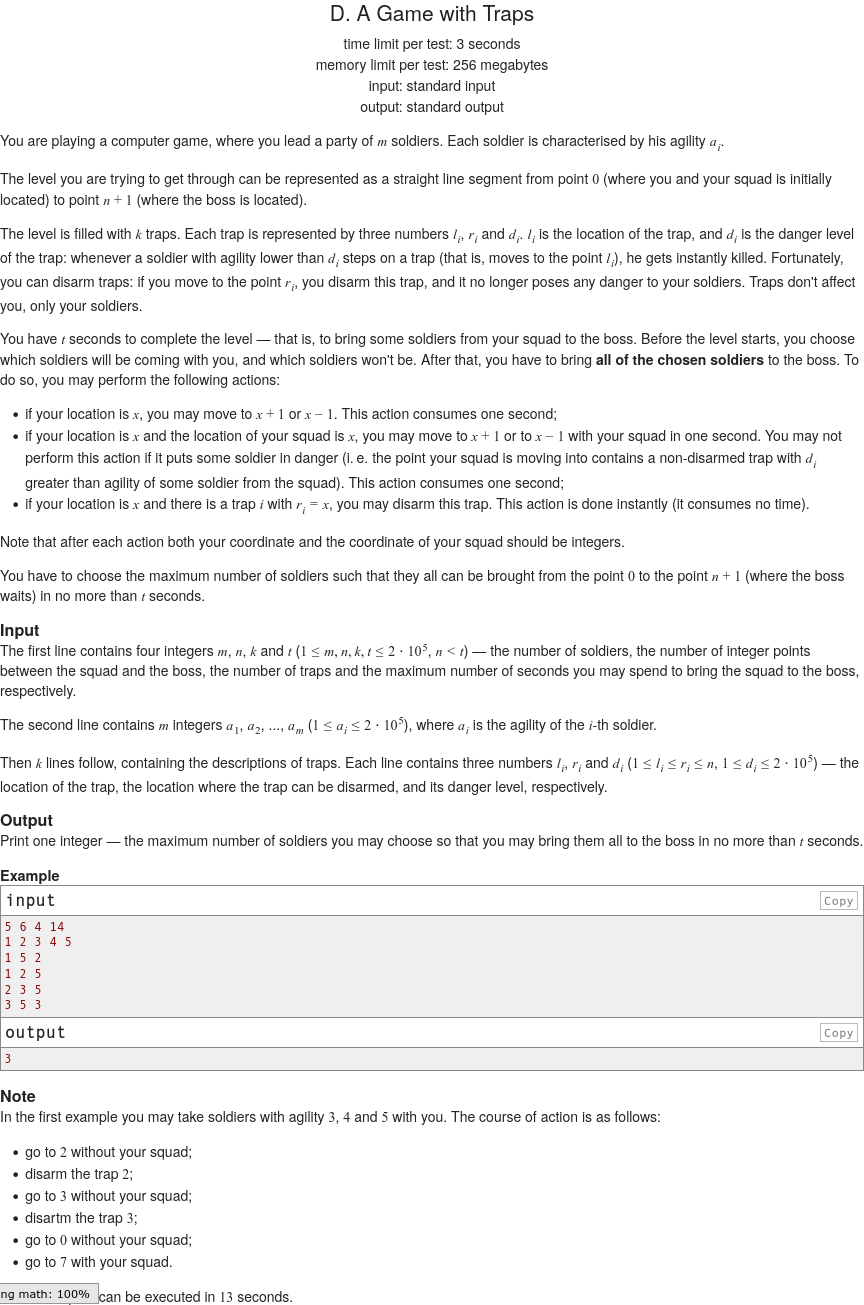 D. A Game with Traps
time limit per test: 3 seconds
memory limit per test: 256 megabytes
input: standard input
output: standard output
You are playing a computer game, where you lead a party of m soldiers. Each soldier is characterised by his agility a_i.
The level you are trying to get through can be represented as a straight line segment from point 0 (where you and your squad is initially
located) to point n + 1 (where the boss is located).
The level is filled with k traps. Each trap is represented by three numbers l_i, r_i and d_i. l_i is the location of the trap, and d_i is the danger level
of the trap: whenever a soldier with agility lower than d_i steps on a trap (that is, moves to the point l_i), he gets instantly killed. Fortunately,
you can disarm traps: if you move to the point r_i, you disarm this trap, and it no longer poses any danger to your soldiers. Traps don't affect
you, only your soldiers.
You have t seconds to complete the level — that is, to bring some soldiers from your squad to the boss. Before the level starts, you choose
which soldiers will be coming with you, and which soldiers won't be. After that, you have to bring all of the chosen soldiers to the boss. To
do so, you may perform the following actions:
• if your location is x, you may move to x + 1 or x − 1. This action consumes one second;
• if your location is x and the location of your squad is x, you may move to x + 1 or to x − 1 with your squad in one second. You may not
perform this action if it puts some soldier in danger (i. e. the point your squad is moving into contains a non-disarmed trap with d_i
greater than agility of some soldier from the squad). This action consumes one second;
• if your location is x and there is a trap i with r_i = x, you may disarm this trap. This action is done instantly (it consumes no time).
Note that after each action both your coordinate and the coordinate of your squad should be integers.
You have to choose the maximum number of soldiers such that they all can be brought from the point 0 to the point n + 1 (where the boss
waits) in no more than t seconds.
Input
The first line contains four integers m, n, k and t (1 ≤ m, n, k, t ≤ 2 · 10^5, n < t) — the number of soldiers, the number of integer points
between the squad and the boss, the number of traps and the maximum number of seconds you may spend to bring the squad to the boss,
respectively.
The second line contains m integers a_1, a_2, ..., a_m (1 ≤ a_i ≤ 2 · 10^5), where a_i is the agility of the i-th soldier.
Then k lines follow, containing the descriptions of traps. Each line contains three numbers l_i, r_i and d_i (1 ≤ l_i ≤ r_i ≤ n, 1 ≤ d_i ≤ 2 · 10^5) — the
location of the trap, the location where the trap can be disarmed, and its danger level, respectively.
Output
Print one integer — the maximum number of soldiers you may choose so that you may bring them all to the boss in no more than t seconds.
Example
input Copy
5 6 4 14
1 2 3 4 5
1 5 2
1 2 5
2 3 5
3 5 3
output Copy
3
Note
In the first example you may take soldiers with agility 3, 4 and 5 with you. The course of action is as follows:
• go to 2 without your squad;
• disarm the trap 2;
• go to 3 without your squad;
• disartm the trap 3;
• go to 0 without your squad;
• go to 7 with your squad.
ng math: 100% can be executed in 13 seconds.